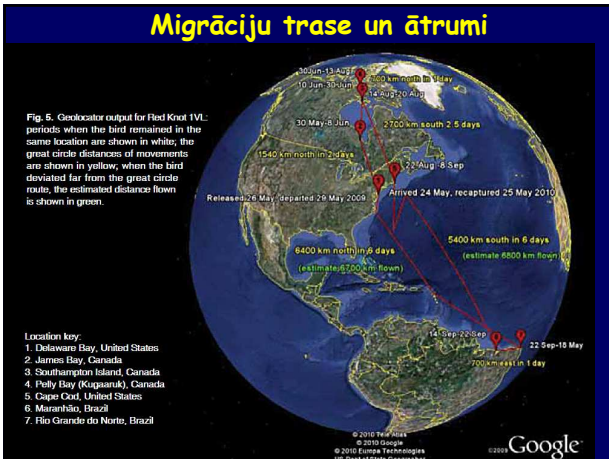 Migrāciju trase un ātrumi
30Jun-13 Aug
700 km north in 1 day
10 Jun-30 Jun
14 Aug-20 Aug
Fig. 5. Geolocator output for Red Knot 1VL:
periods when the bird remained in the
same location are shown in white; the
great circle distances of movements
are shown in yellow; when the bird
deviated far from the great circle
route, the estimated distance flown
is shown in green.
30 May-8 Jun
2700 km south 2.5 days
1540 km north in 2 days
22 Aug -8 Sep
Arrived 24 May, recaptured 25 May 2010
Released 26 May, departed 29 May 2009
6400 km north in 6 days
(estimate 6700 km flown)
5400 km south in 6 days
(estimate 6800 km flown)
14 Sep-22 Sep
22 Sep-18 May
700 km east in 1 day
Location key:
1. Delaware Bay, United States
2. James Bay, Canada
3. Southampton Island, Canada
4. Pelly Bay (Kugaaruk), Canada
5. Cape Cod, United States
6. Maranhão, Brazil
7. Rio Grande do Norte, Brazil
© 2010 Tele Atlas
© 2010 Google
© 2010 Europa Technologies
US Dept of State Geographer
©2009 Google